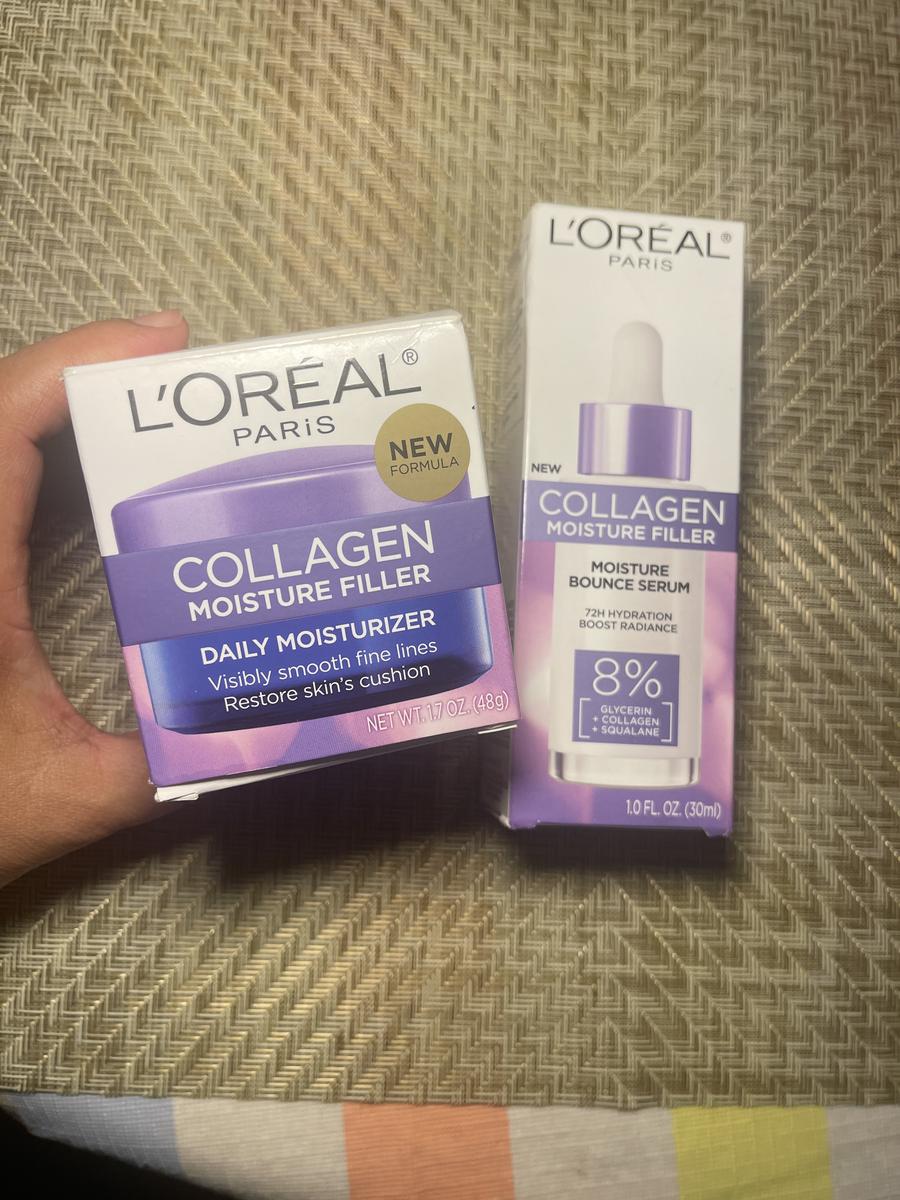 L'ORÉAL®
PARiS
NEW
FORMULA
COLLAGEN
MOISTURE FILLER
DAILY MOISTURIZER
Visibly smooth fine lines
Restore skin's cushion
NET WT. 1.7 OZ. (48g)
L'ORÉAL®
PARiS
NEW
COLLAGEN
MOISTURE FILLER
MOISTURE
BOUNCE SERUM
72H HYDRATION
BOOST RADIANCE
8%
GLYCERIN
+ COLLAGEN
+ SQUALANE
1.0 FL. OZ. (30ml)